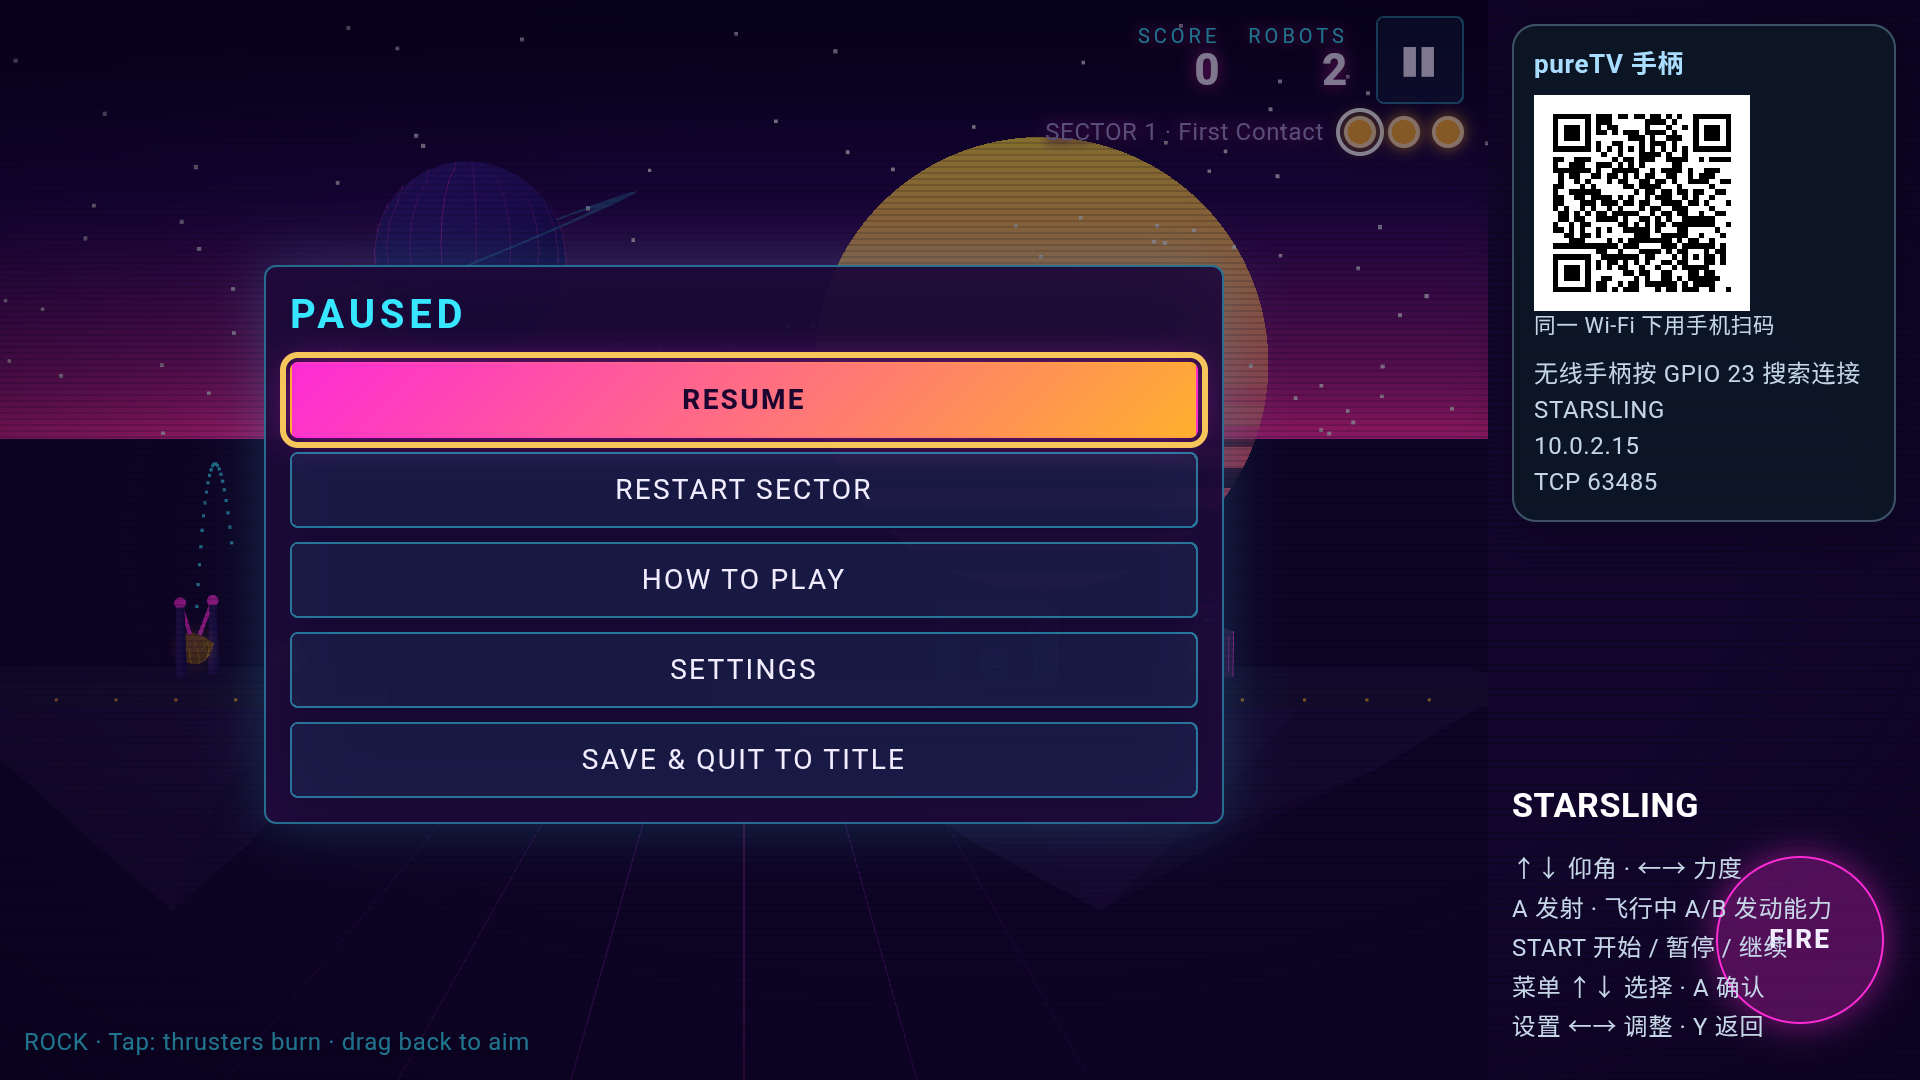 SCORE ROBOTS
0 2
SECTOR 1 · First Contact
PAUSED
RESUME
RESTART SECTOR
HOW TO PLAY
SETTINGS
SAVE & QUIT TO TITLE
ROCK · Tap: thrusters burn · drag back to aim
pureTV 手柄
同一 Wi-Fi 下用手机扫码
无线手柄按 GPIO 23 搜索连接
STARSLING
10.0.2.15
TCP 63485
STARSLING
↑↓ 仰角 · ←→ 力度
A 发射 · 飞行中 A/B 发动能力
START 开始 / 暂停 / 继续
FIRE
菜单 ↑↓ 选择 · A 确认
设置 ←→ 调整 · Y 返回